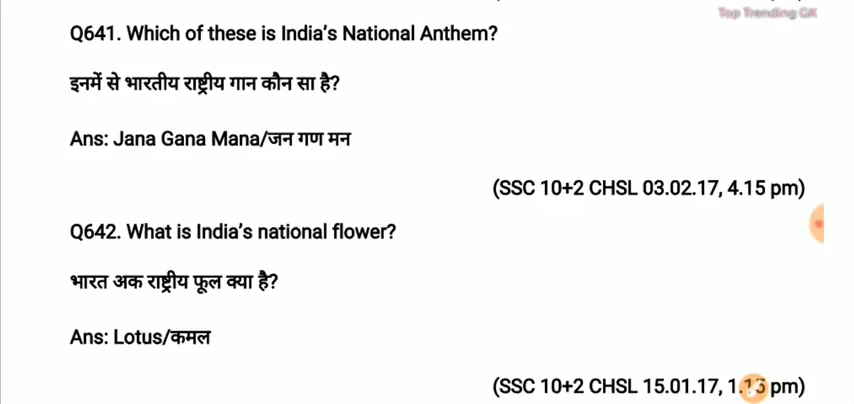 Top Trending GK
Q641. Which of these is India's National Anthem?
इनमें से भारतीय राष्ट्रीय गान कौन सा है?
Ans: Jana Gana Mana/जन गण मन
(SSC 10+2 CHSL 03.02.17, 4.15 pm)
Q642. What is India's national flower?
भारत अक राष्ट्रीय फूल क्या है?
Ans: Lotus/कमल
(SSC 10+2 CHSL 15.01.17, 1.15 pm)